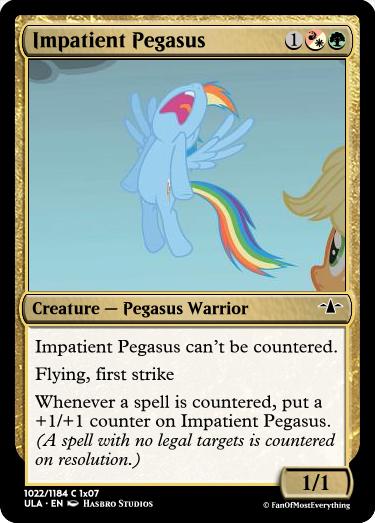 Impatient Pegasus 1
Creature — Pegasus Warrior
Impatient Pegasus can't be countered.
Flying, first strike
Whenever a spell is countered, put a
+1/+1 counter on Impatient Pegasus.
(A spell with no legal targets is countered
on resolution.)
1/1
1022/1184 C 1x07
ULA • EN Hasbro Studios
© FanOfMostEverything